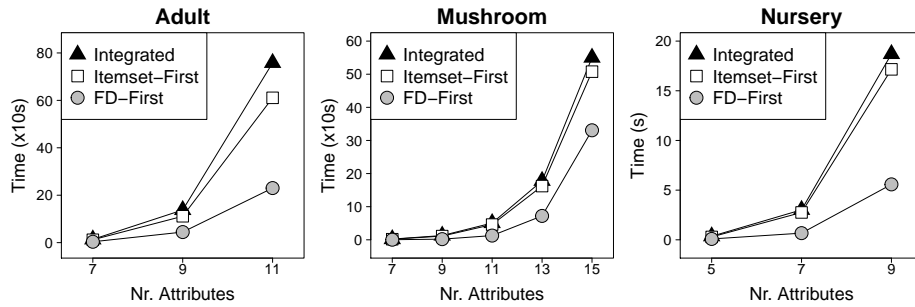 Adult
Integrated
Itemset−First
FD−First
Time (x10s)
80
60
40
20
0
7
9
11
Nr. Attributes
Mushroom
Integrated
Itemset−First
FD−First
Time (x10s)
60
50
40
30
20
10
0
7
9
11
13
15
Nr. Attributes
Nursery
Integrated
Itemset−First
FD−First
Time (s)
20
15
10
5
0
5
7
9
Nr. Attributes